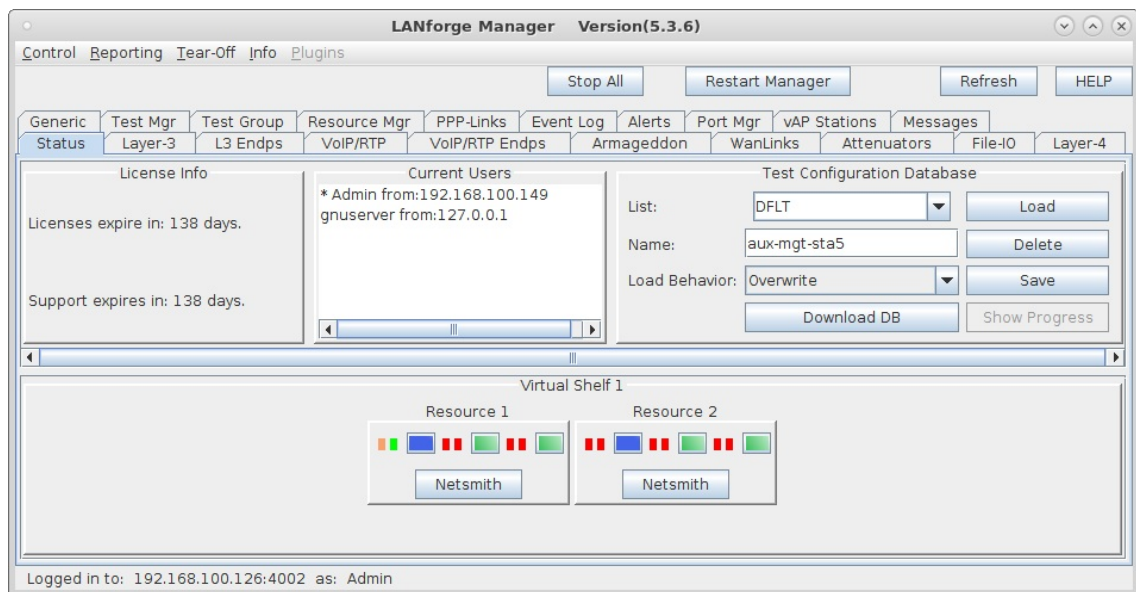 LANforge Manager Version(5.3.6)
Control Reporting Tear-Off Info Plugins
Stop All Restart Manager Refresh HELP
Generic Test Mgr Test Group Resource Mgr PPP-Links Event Log Alerts Port Mgr vAP Stations Messages
Status Layer-3 L3 Endps VoIP/RTP VoIP/RTP Endps Armageddon WanLinks Attenuators File-IO Layer-4
License Info
Licenses expire in: 138 days.
Support expires in: 138 days.
Current Users
* Admin from:192.168.100.149
gnuserver from:127.0.0.1
Test Configuration Database
List: DFLT Load
Name: aux-mgt-sta5 Delete
Load Behavior: Overwrite Save
Download DB Show Progress
Virtual Shelf 1
Resource 1 Resource 2
Netsmith Netsmith
Logged in to: 192.168.100.126:4002 as: Admin